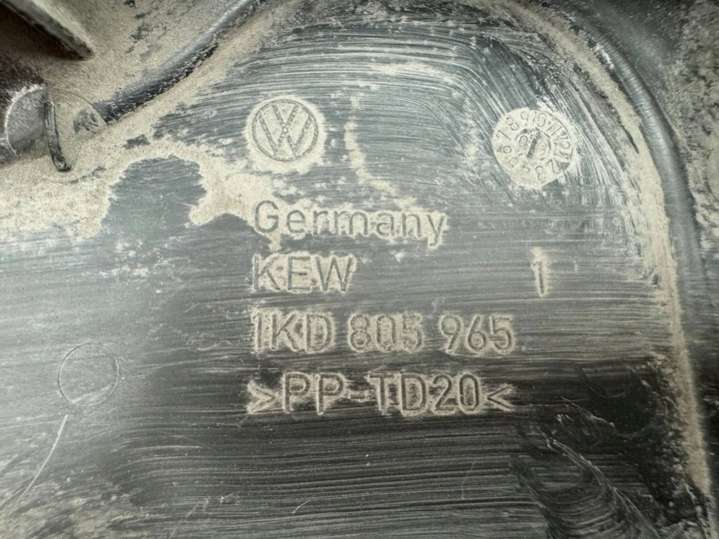 Germany
KEW 1
1KD 805 965
>PP-TD20<